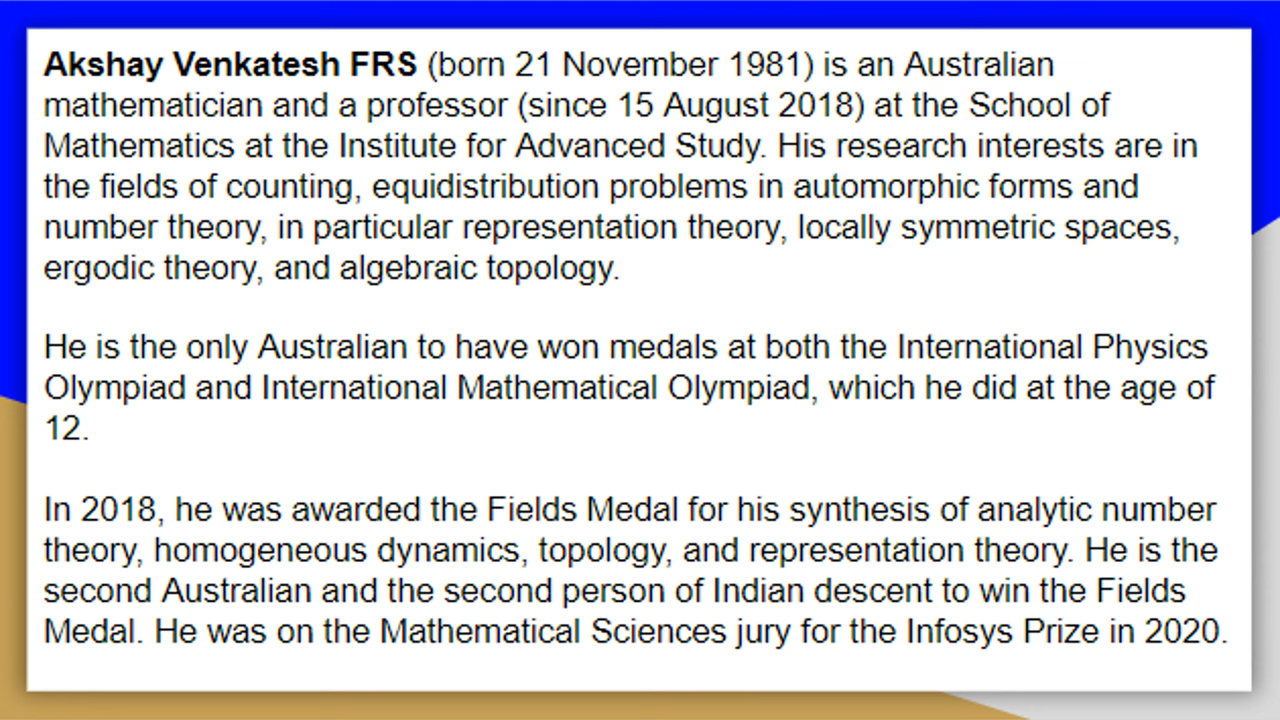 Akshay Venkatesh FRS (born 21 November 1981) is an Australian
mathematician and a professor (since 15 August 2018) at the School of
Mathematics at the Institute for Advanced Study. His research interests are in
the fields of counting, equidistribution problems in automorphic forms and
number theory, in particular representation theory, locally symmetric spaces,
ergodic theory, and algebraic topology.
He is the only Australian to have won medals at both the International Physics
Olympiad and International Mathematical Olympiad, which he did at the age of
12.
In 2018, he was awarded the Fields Medal for his synthesis of analytic number
theory, homogeneous dynamics, topology, and representation theory. He is the
second Australian and the second person of Indian descent to win the Fields
Medal. He was on the Mathematical Sciences jury for the Infosys Prize in 2020.